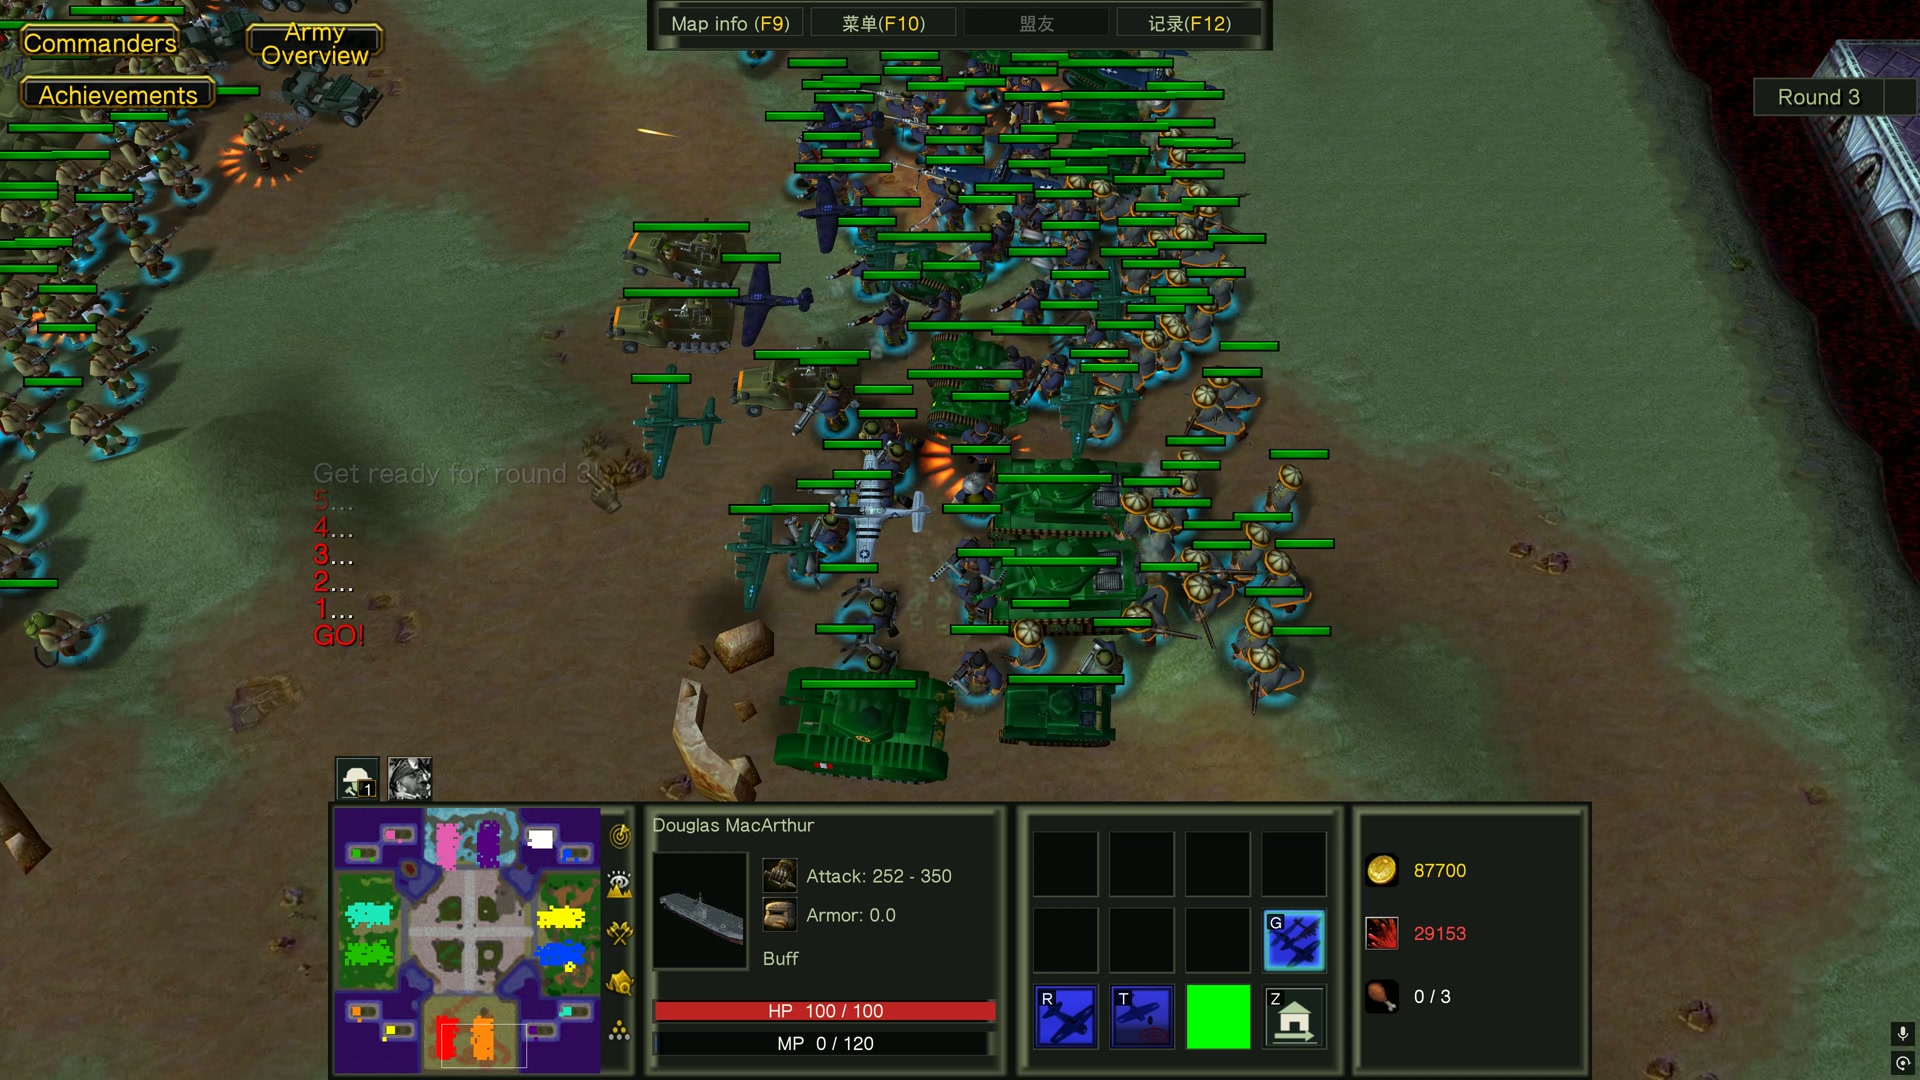 Map info (F9)
菜单(F10)
盟友
记录(F12)
Commanders
Army
Overview
Achievements
Round 3
Get ready for round 3!
5...
4...
3...
2...
1...
GO!
1
Douglas MacArthur
Attack: 252 - 350
Armor: 0.0
Buff
HP 100 / 100
MP 0 / 120
G
R
T
Z
87700
29153
0 / 3